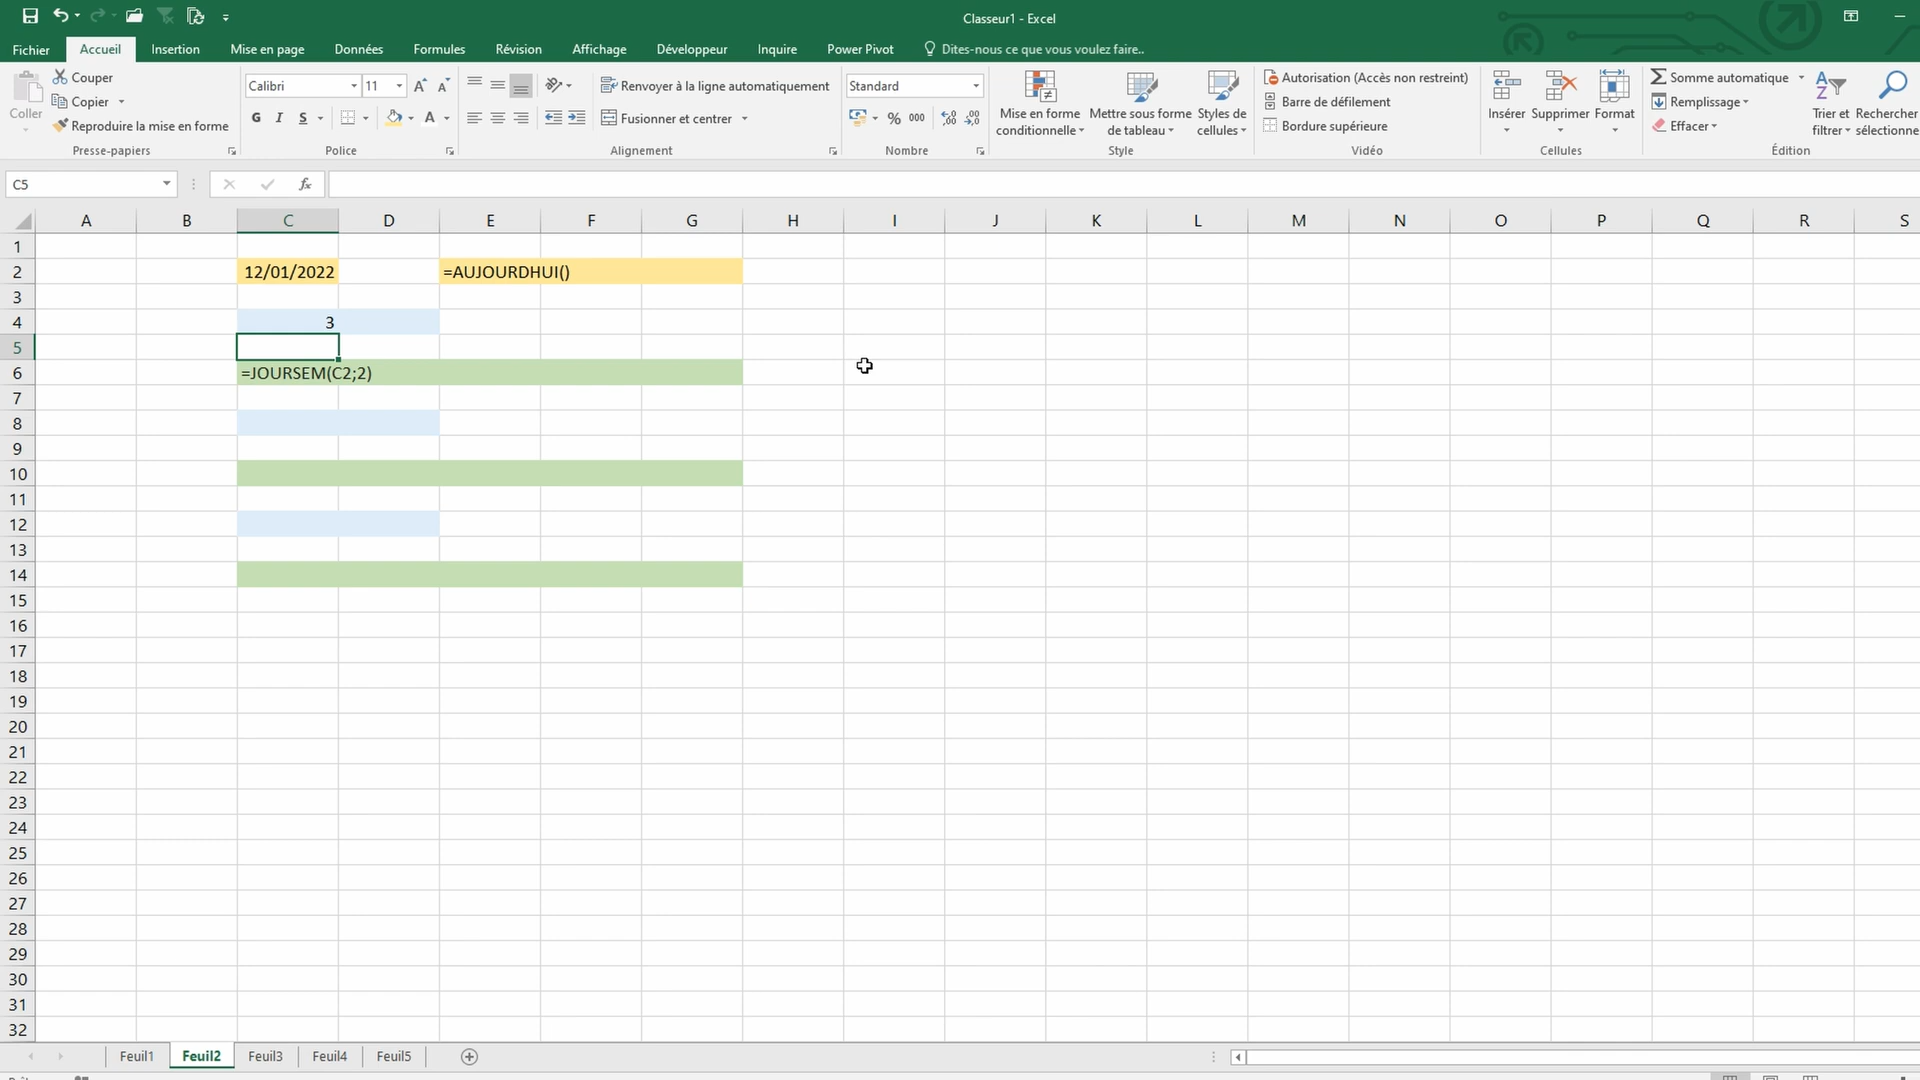 Classeur1 - Excel
Fichier Accueil Insertion Mise en page Données Formules Révision Affichage Développeur Inquire Power Pivot Dites-nous ce que vous voulez faire..
Coller
Couper
Copier
Reproduire la mise en forme
Presse-papiers
Calibri 11
G I S
Police
Renvoyer à la ligne automatiquement
Fusionner et centrer
Alignement
Standard
% 000
Nombre
Mise en forme conditionnelle
Mettre sous forme de tableau
Styles de cellules
Style
Autorisation (Accès non restreint)
Barre de défilement
Bordure supérieure
Vidéo
Insérer Supprimer Format
Cellules
Somme automatique
Remplissage
Effacer
Trier et filtrer
Rechercher
sélectionne
Édition
C5 fx
A B C D E F G H I J K L M N O P Q R S
1
2 12/01/2022 =AUJOURDHUI()
3
4 3
5
6 =JOURSEM(C2;2)
7
8
9
10
11
12
13
14
15
16
17
18
19
20
21
22
23
24
25
26
27
28
29
30
31
32
Feuil1 Feuil2 Feuil3 Feuil4 Feuil5